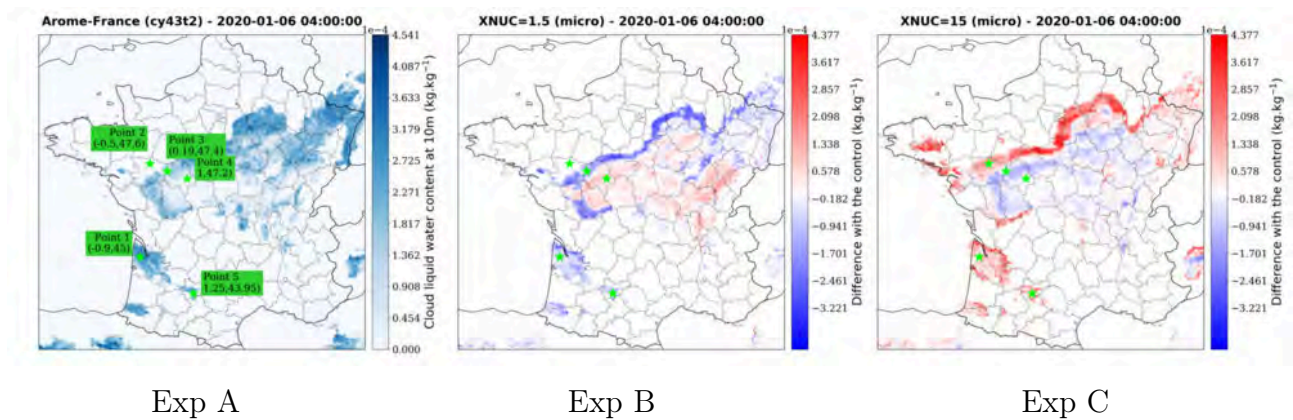 Arome-France (cy43t2) - 2020-01-06 04:00:00
1e−4
4.541
4.087
3.633
3.179
2.725
2.271
1.817
1.362
0.908
0.454
0.000
Cloud liquid water content at 10m (kg.kg⁻¹)
Point 2
(-0.5,47.6)
Point 3
(0.19,47.4)
Point 4
1,47.2)
Point 1
(-0.9,45)
Point 5
1.25,43.95)
XNUC=1.5 (micro) - 2020-01-06 04:00:00
1e−4
4.377
3.617
2.857
2.098
1.338
0.578
−0.182
−0.941
−1.701
−2.461
−3.221
Difference with the control (kg.kg⁻¹)
XNUC=15 (micro) - 2020-01-06 04:00:00
1e−4
4.377
3.617
2.857
2.098
1.338
0.578
−0.182
−0.941
−1.701
−2.461
−3.221
Difference with the control (kg.kg⁻¹)
Exp A
Exp B
Exp C